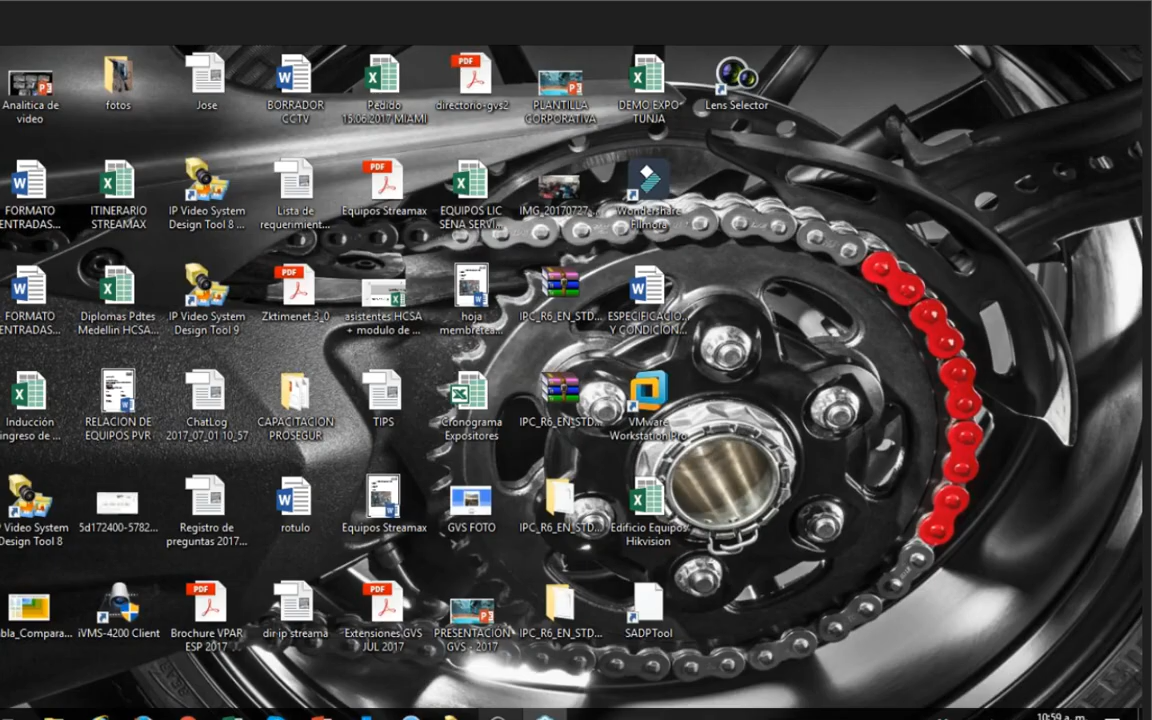 Analitica de
video
fotos
Jose
BORRADOR
CCTV
Pedido
15.06.2017 MIAMI
directorio-gvs2
PLANTILLA
CORPORATIVA
DEMO EXPO
TUNJA
Lens Selector
FORMATO
ENTRADAS...
ITINERARIO
STREAMAX
IP Video System
Design Tool 8 ...
Lista de
requerimient...
Equipos Streamax
EQUIPOS LIC
SENA SERVI...
IMG_20170727_...
Wondershare
Filmora
FORMATO
ENTRADAS...
Diplomas Pdtes
Medellin HCSA...
IP Video System
Design Tool 9
Zktimenet 3_0
asistentes HCSA
+ modulo de ...
hoja
membretea...
IPC_R6_EN_STD...
ESPECIFICACIO...
Y CONDICION...
Inducción
ingreso de ...
RELACION DE
EQUIPOS PVR
ChatLog
2017_07_01 10_57
CAPACITACION
PROSEGUR
TIPS
Cronograma
Expositores
IPC_R6_EN_STD...
VMware
Workstation Pro
P Video System
Design Tool 8
5d172400-5782...
Registro de
preguntas 2017...
rotulo
Equipos Streamax
GVS FOTO
IPC_R6_EN_STD...
Edificio Equipos
Hikvision
bla_Compara...
iVMS-4200 Client
Brochure VPAR
ESP 2017
dir ip streama
Extensiones GVS
JUL 2017
PRESENTACION
GVS - 2017
IPC_R6_EN_STD...
SADPTool
10:59 a. m.